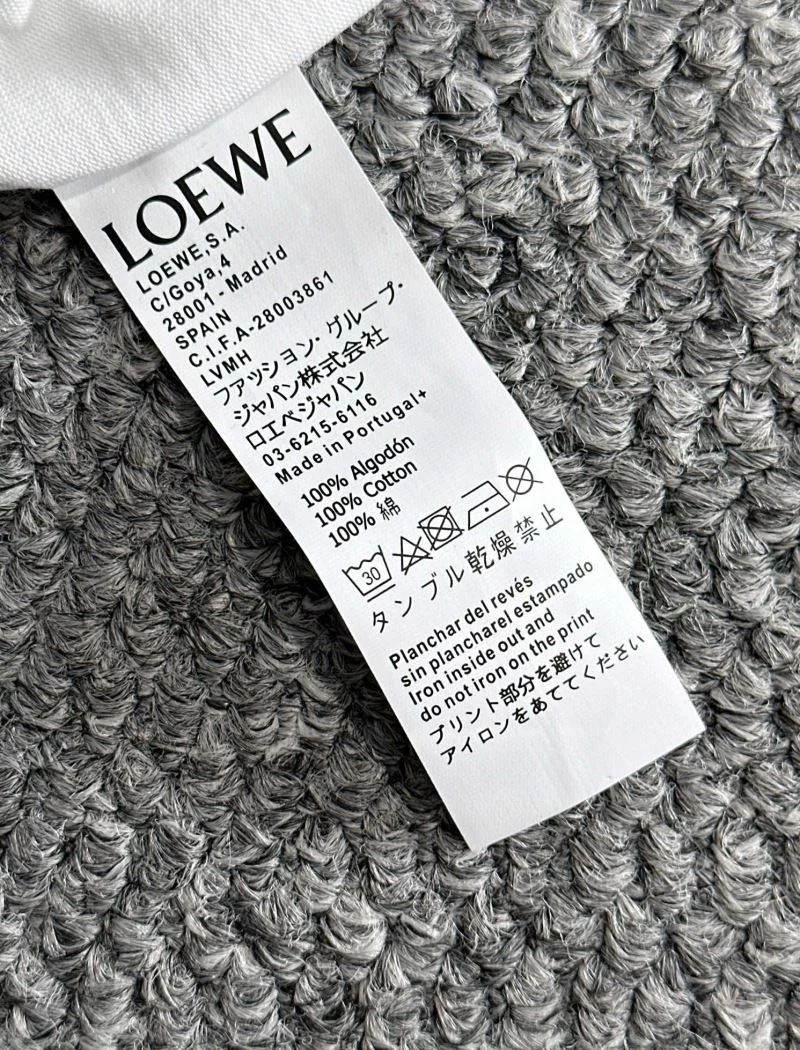 LOEWE
LOEWE,S.A.
C/Goya,4
28001 - Madrid
SPAIN
C.I.F.A-28003861
LVMH
ファッション・グループ・
ジャパン株式会社
ロエベジャパン
03-6215-6116
Made in Portugal+
100% Algodón
100% Cotton
100% 綿
30
タンブル乾燥禁止
Planchar del revés
sin plancharel estampado
Iron inside out and
do not iron on the print
プリント部分を避けて
アイロンをあててください